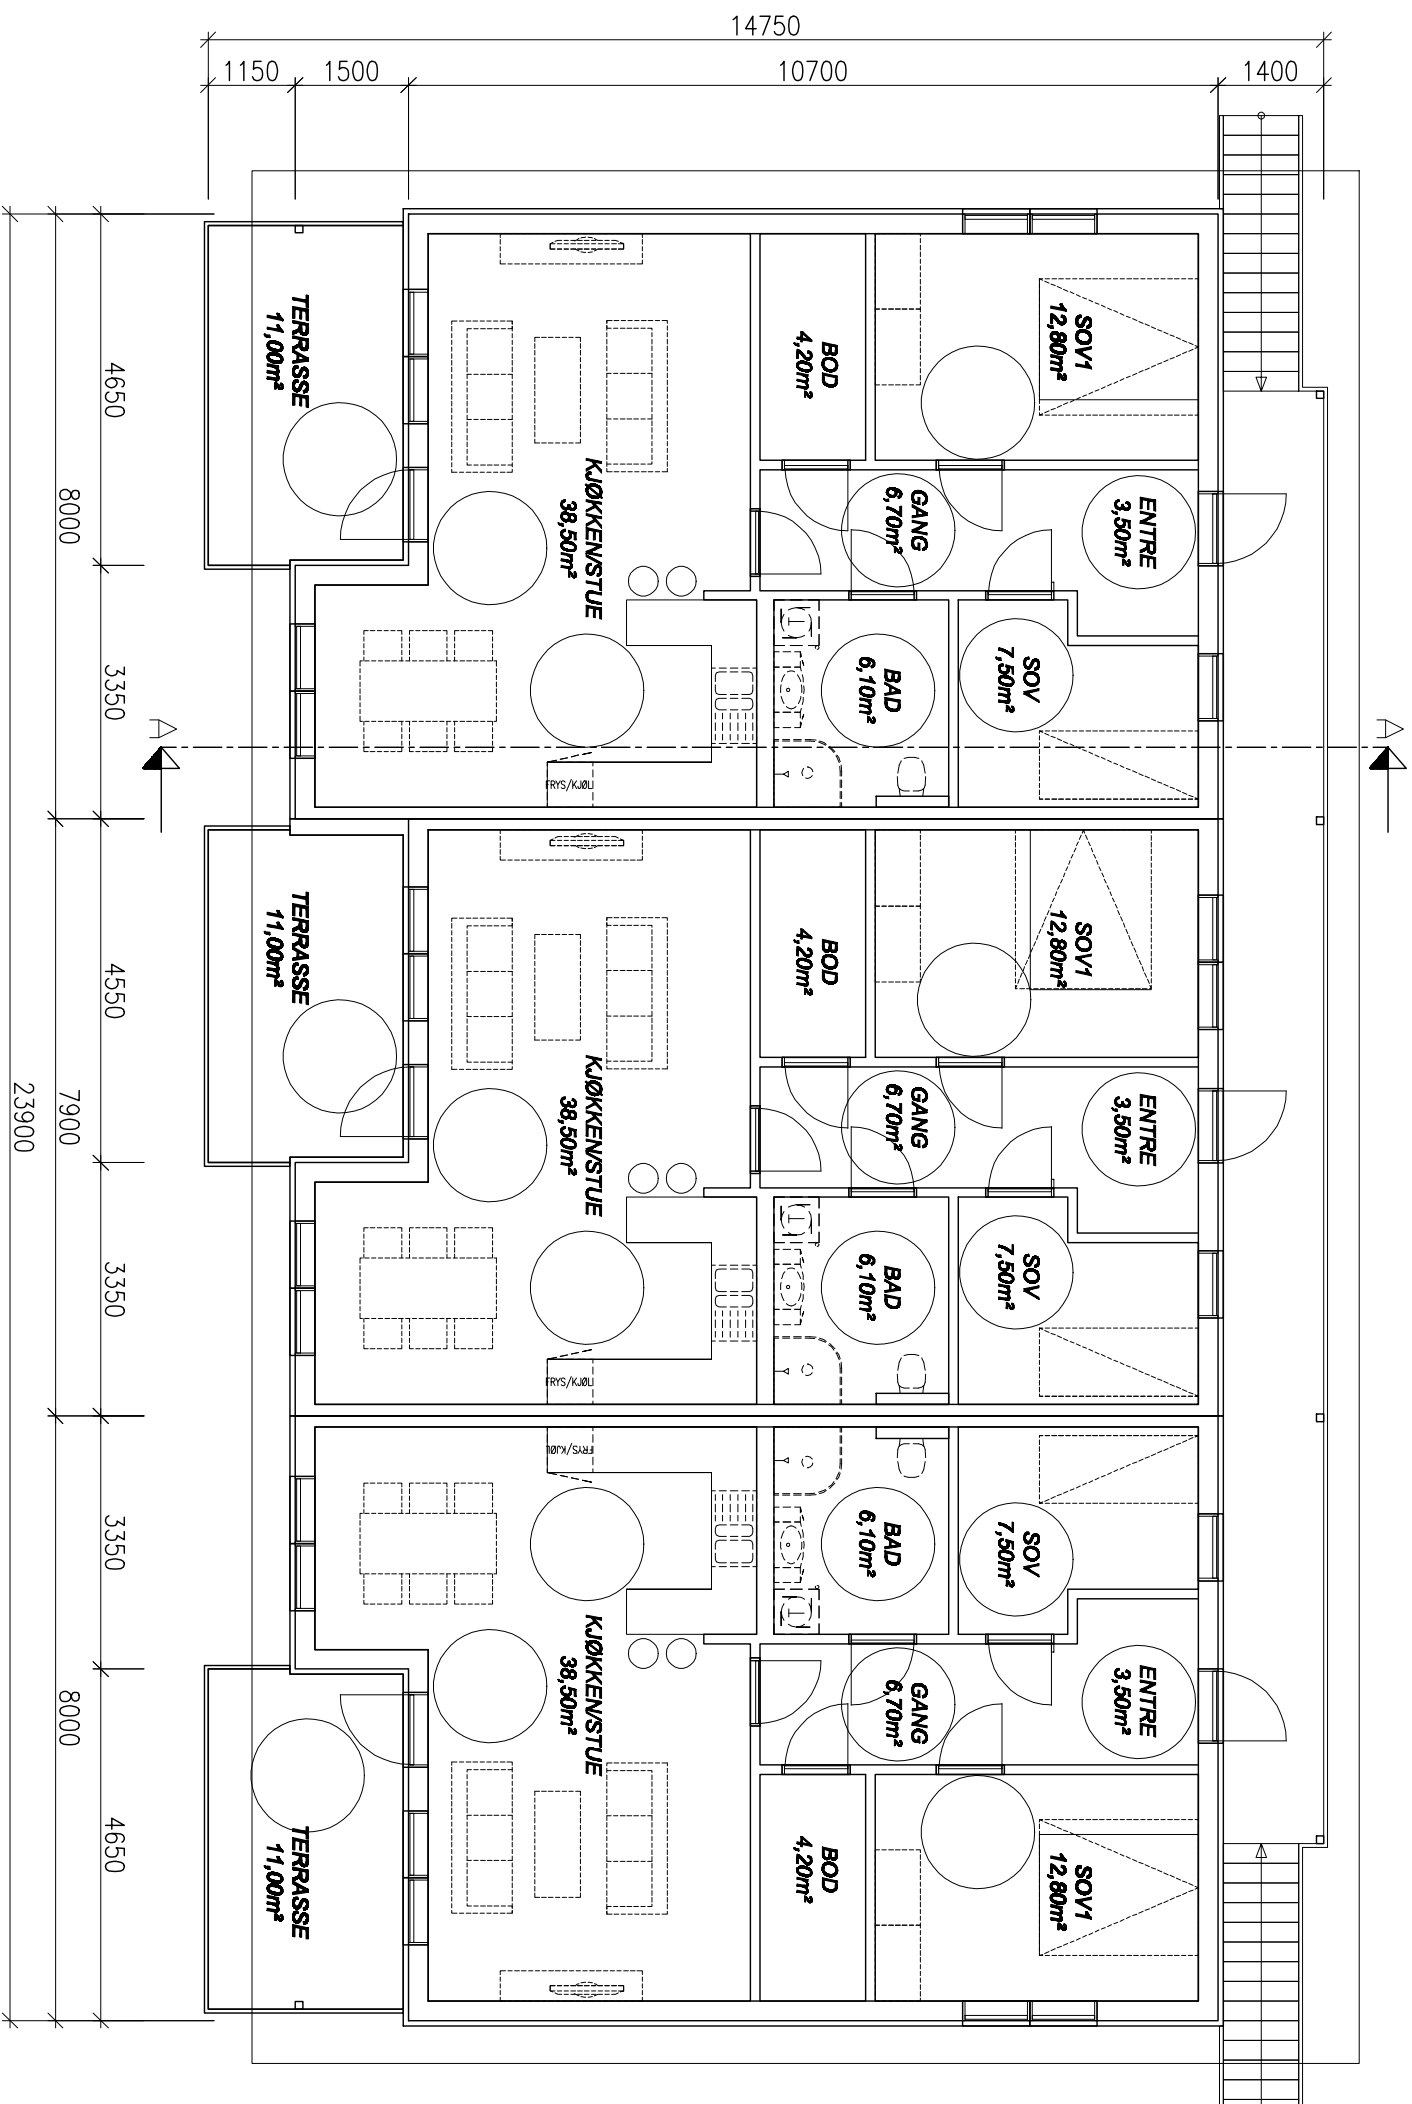 14750
1150
1500
10700
1400
SOV1
12,80m²
BOD
4,20m²
TERRASSE
11,00m²
KJØKKEN/STUE
38,50m²
GANG
6,70m²
ENTRE
3,50m²
BAD
6,10m²
SOV
7,50m²
FRYS/KJØL
A
A
4650
8000
3350
SOV1
12,80m²
BOD
4,20m²
TERRASSE
11,00m²
KJØKKEN/STUE
38,50m²
GANG
6,70m²
ENTRE
3,50m²
BAD
6,10m²
SOV
7,50m²
FRYS/KJØL
4550
7900
23900
3350
FRYS/KJØL
BAD
6,10m²
SOV
7,50m²
KJØKKEN/STUE
38,50m²
GANG
6,70m²
ENTRE
3,50m²
TERRASSE
11,00m²
BOD
4,20m²
SOV1
12,80m²
3350
8000
4650